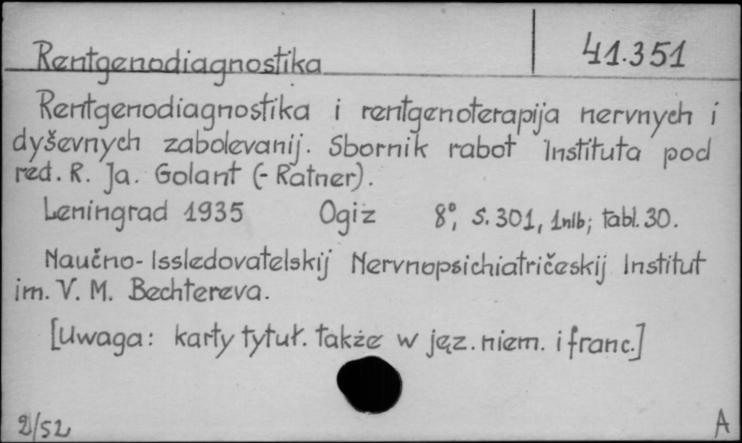 Rentgenodiagnostika 41.351
Rentgenodiagnostika i rentgenoterapija nervnych i
dyševnych zabolevanij. Sbornik rabot Instituta pod
red. R. Ja. Golant (-Ratner).
Leningrad 1935 Ogiz 8°, s. 301, 1nlb; tabl. 30.
Naučno-Issledovatelskij Nervnopsichiatričeskij Institut
im. V. M. Bechtereva.
[Uwaga: karty tytuł. także w jęz. niem. i franc.]
2/52 A